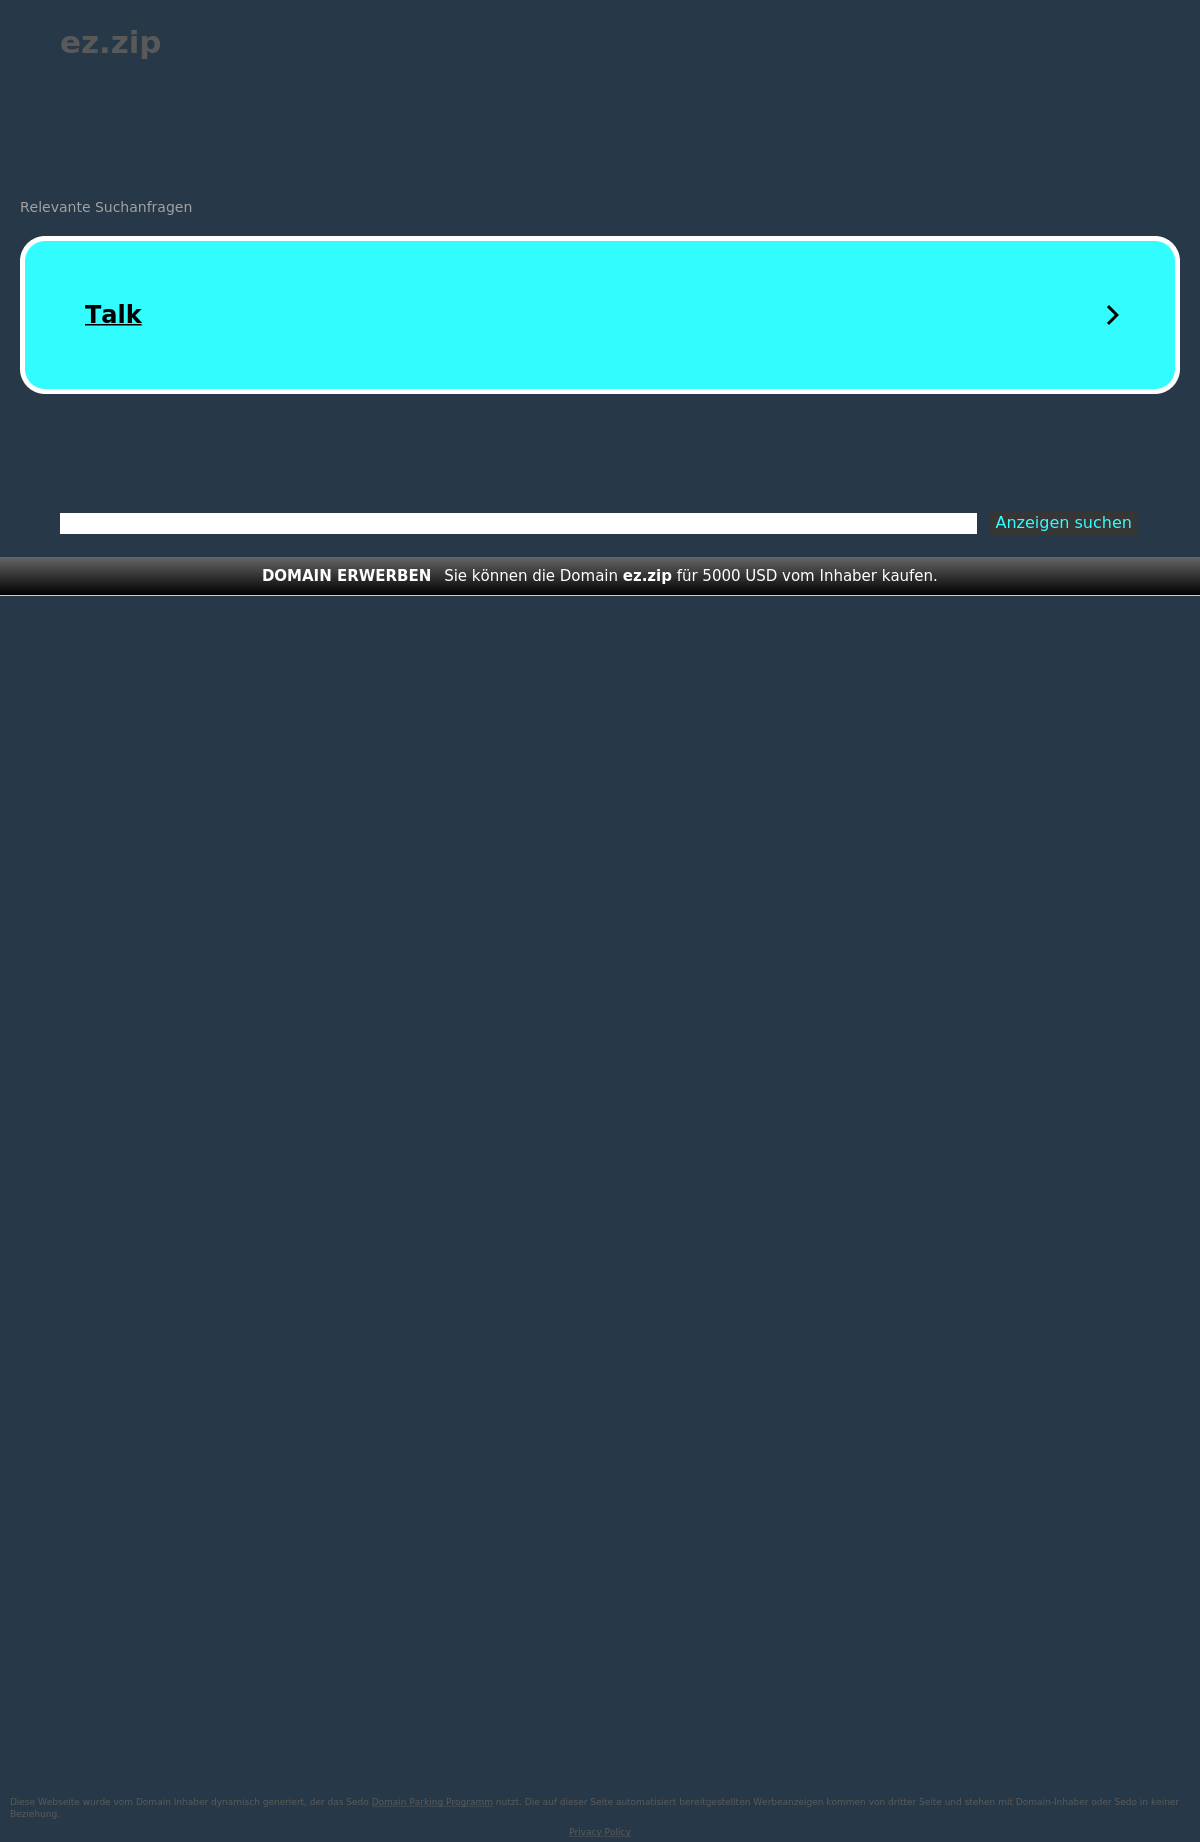 ez.zip
Relevante Suchanfragen
Talk
Anzeigen suchen
DOMAIN ERWERBEN Sie können die Domain ez.zip für 5000 USD vom Inhaber kaufen.
Diese Webseite wurde vom Domain Inhaber dynamisch generiert, der das Sedo Domain Parking Programm nutzt. Die auf dieser Seite automatisiert bereitgestellten Werbeanzeigen kommen von dritter Seite und stehen mit Domain-Inhaber oder Sedo in keiner
Beziehung.
Privacy Policy